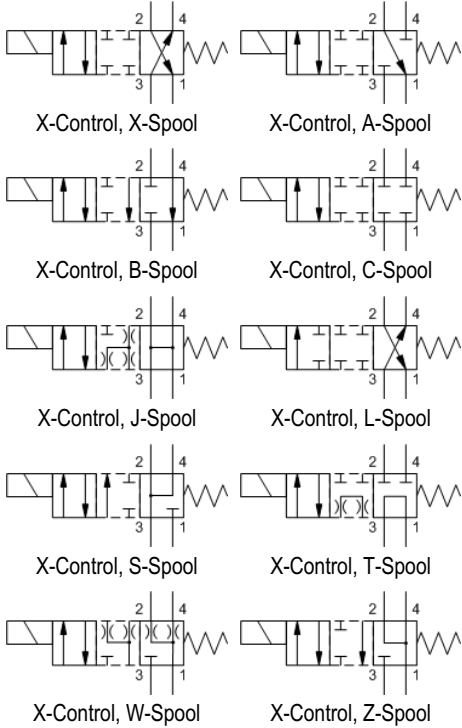 2 4 2 4
3 1 3 1
X-Control, X-Spool X-Control, A-Spool
2 4 2 4
3 1 3 1
X-Control, B-Spool X-Control, C-Spool
2 4 2 4
3 1 3 1
X-Control, J-Spool X-Control, L-Spool
2 4 2 4
3 1 3 1
X-Control, S-Spool X-Control, T-Spool
2 4 2 4
3 1 3 1
X-Control, W-Spool X-Control, Z-Spool